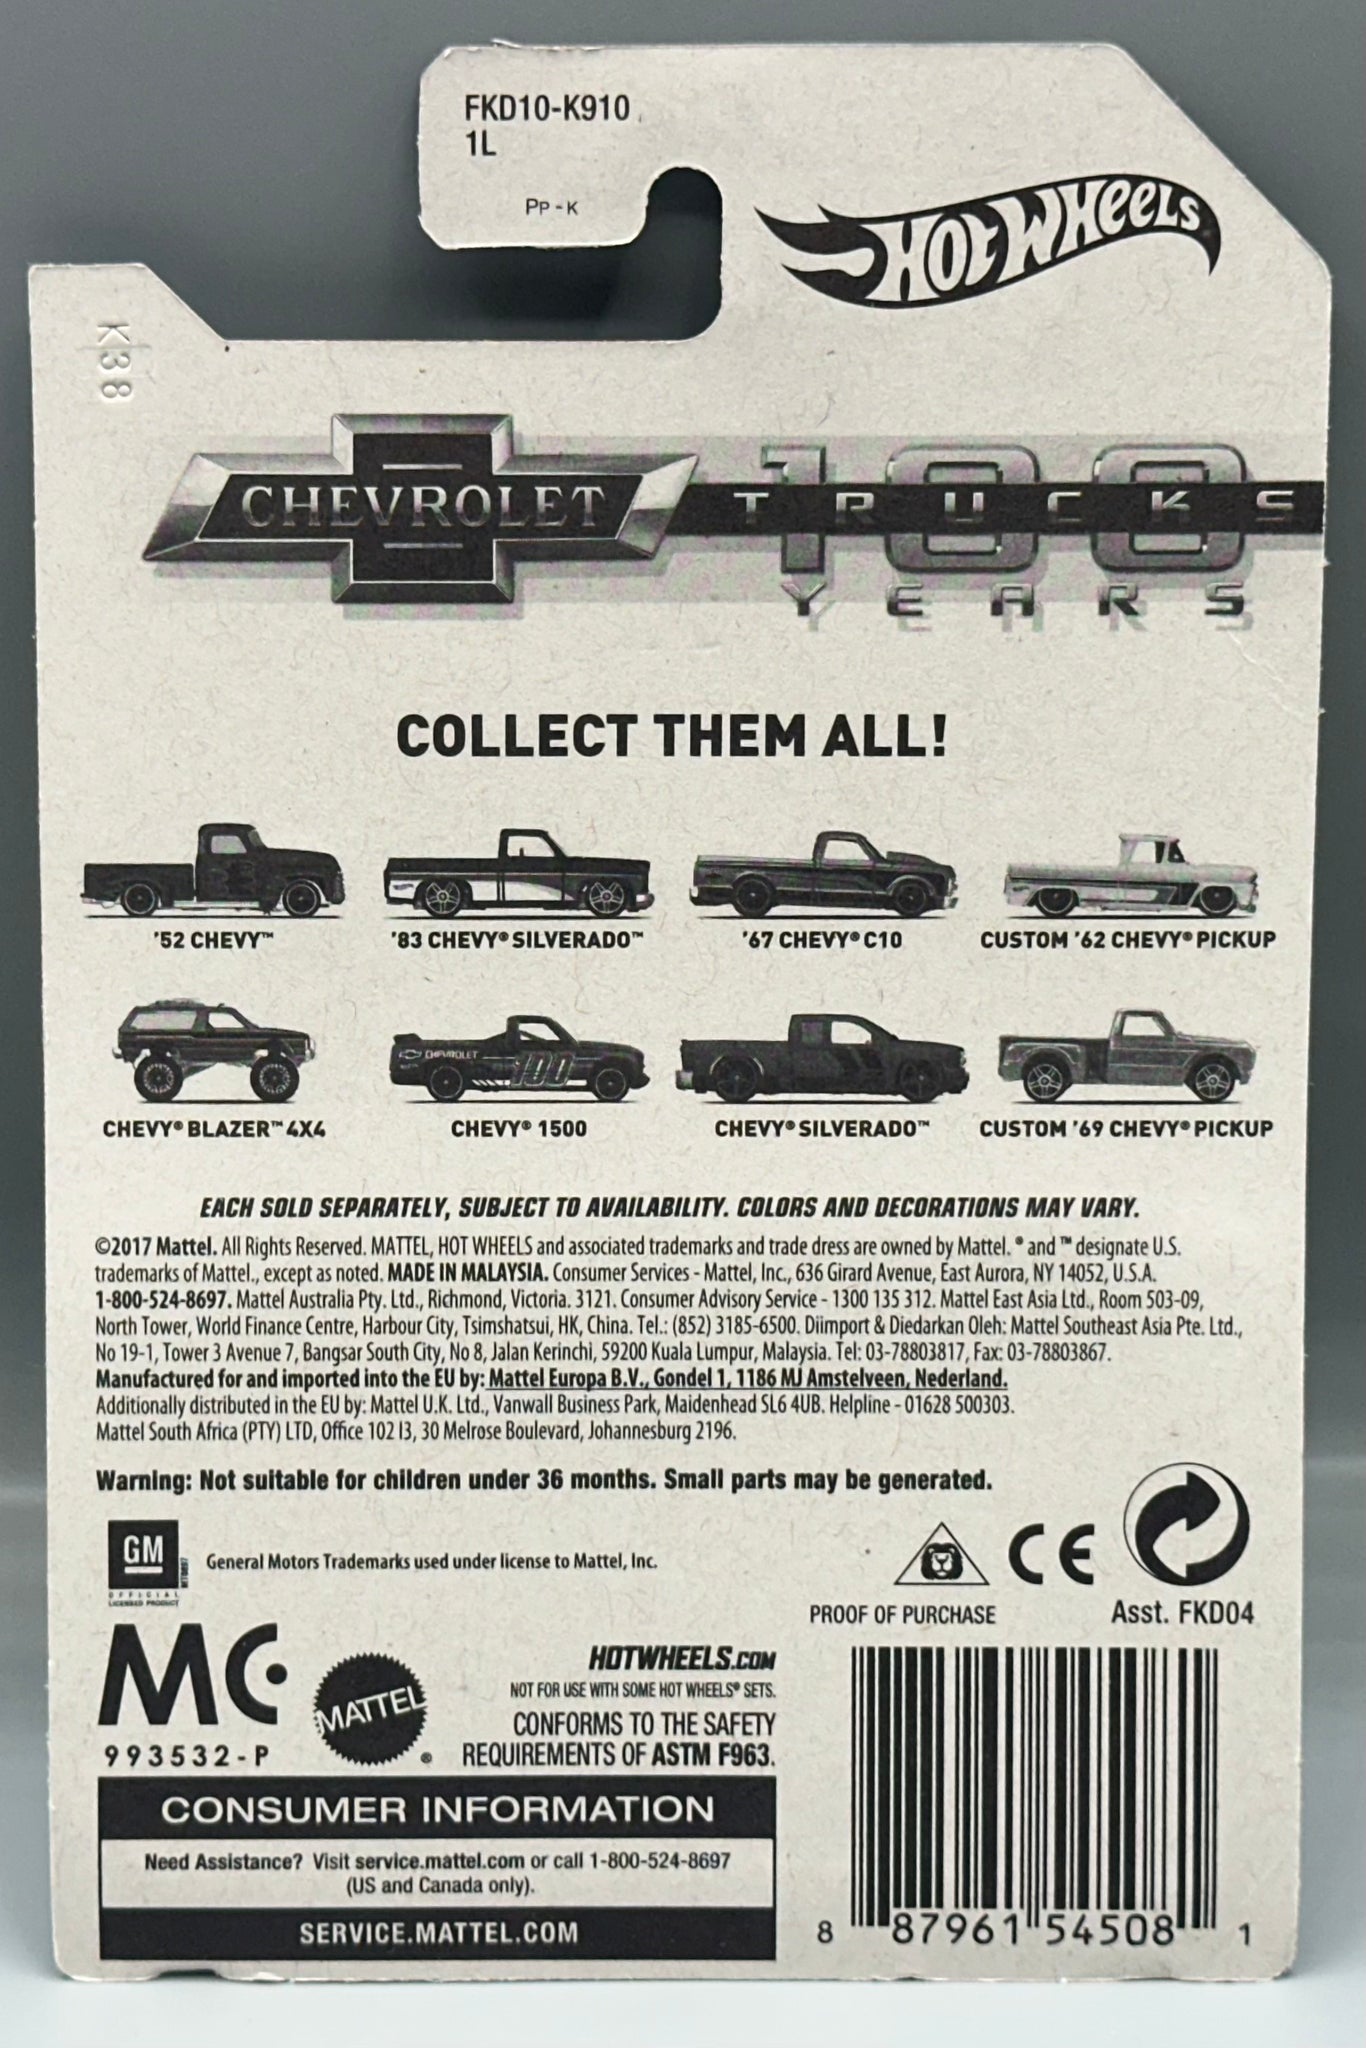 FKD10-K910
1L
PP - K
HOT WHEELS
K38
CHEVROLET
TRUCKS
100
YEARS
COLLECT THEM ALL!
'52 CHEVY™
'83 CHEVY® SILVERADO™
'67 CHEVY® C10
CUSTOM '62 CHEVY® PICKUP
CHEVROLET
100
CHEVY® BLAZER™ 4X4
CHEVY® 1500
CHEVY® SILVERADO™
CUSTOM '69 CHEVY® PICKUP
EACH SOLD SEPARATELY, SUBJECT TO AVAILABILITY. COLORS AND DECORATIONS MAY VARY.
©2017 Mattel. All Rights Reserved. MATTEL, HOT WHEELS and associated trademarks and trade dress are owned by Mattel. ® and ™ designate U.S.
trademarks of Mattel., except as noted. MADE IN MALAYSIA. Consumer Services - Mattel, Inc., 636 Girard Avenue, East Aurora, NY 14052, U.S.A.
1-800-524-8697. Mattel Australia Pty. Ltd., Richmond, Victoria. 3121. Consumer Advisory Service - 1300 135 312. Mattel East Asia Ltd., Room 503-09,
North Tower, World Finance Centre, Harbour City, Tsimshatsui, HK, China. Tel.: (852) 3185-6500. Diimport & Diedarkan Oleh: Mattel Southeast Asia Pte. Ltd.,
No 19-1, Tower 3 Avenue 7, Bangsar South City, No 8, Jalan Kerinchi, 59200 Kuala Lumpur, Malaysia. Tel: 03-78803817, Fax: 03-78803867.
Manufactured for and imported into the EU by: Mattel Europa B.V., Gondel 1, 1186 MJ Amstelveen, Nederland.
Additionally distributed in the EU by: Mattel U.K. Ltd., Vanwall Business Park, Maidenhead SL6 4UB. Helpline - 01628 500303.
Mattel South Africa (PTY) LTD, Office 102 I3, 30 Melrose Boulevard, Johannesburg 2196.
Warning: Not suitable for children under 36 months. Small parts may be generated.
GM
OFFICIAL
LICENSED PRODUCT
General Motors Trademarks used under license to Mattel, Inc.
CE
PROOF OF PURCHASE
Asst. FKD04
MC
993532-P
MATTEL®
HOTWHEELS.COM
NOT FOR USE WITH SOME HOT WHEELS® SETS.
CONFORMS TO THE SAFETY
REQUIREMENTS OF ASTM F963.
CONSUMER INFORMATION
Need Assistance? Visit service.mattel.com or call 1-800-524-8697
(US and Canada only).
SERVICE.MATTEL.COM
8 87961 54508 1